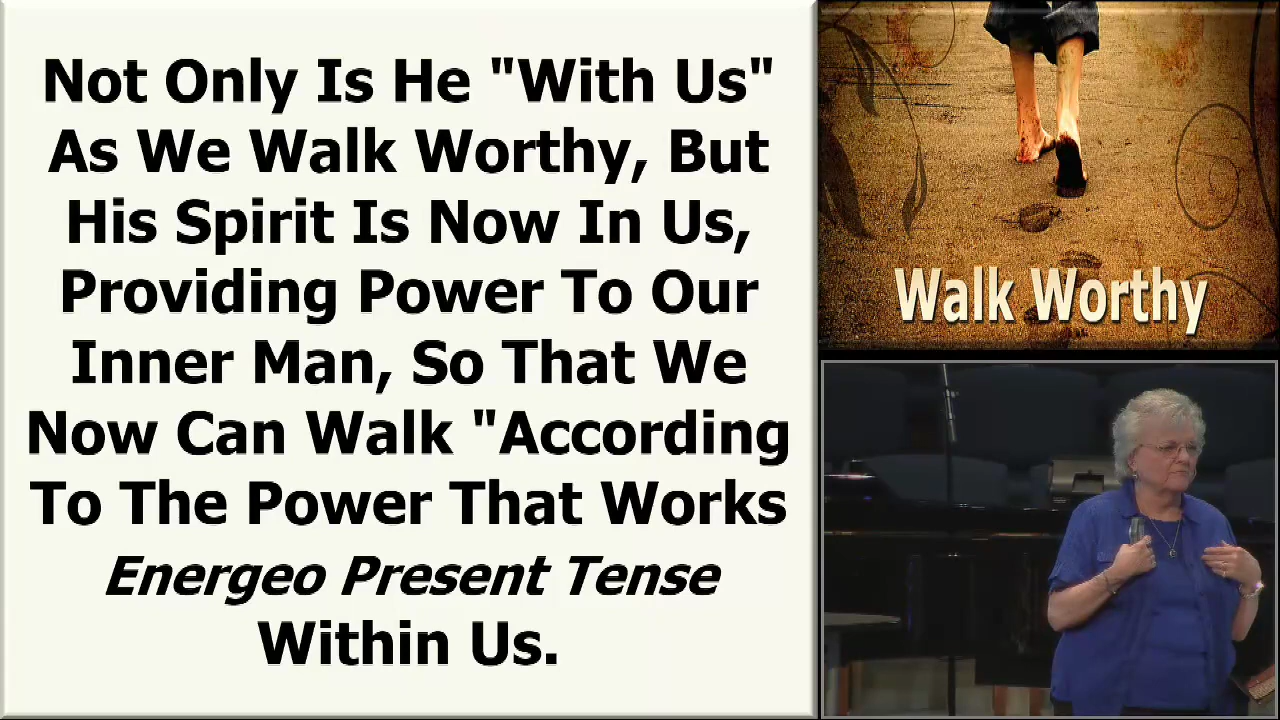 Not Only Is He "With Us"
As We Walk Worthy, But
His Spirit Is Now In Us,
Providing Power To Our
Inner Man, So That We
Now Can Walk "According
To The Power That Works
Energeo Present Tense
Within Us.
Walk Worthy